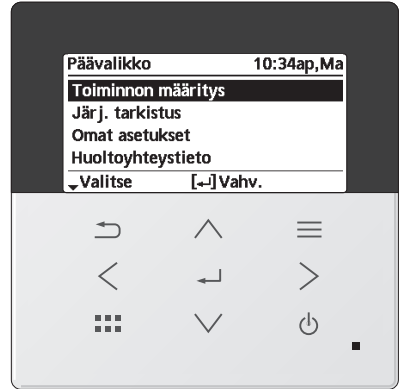 Päävalikko 10:34ap,Ma
Toiminnon määritys
Järj. tarkistus
Omat asetukset
Huoltoyhteystieto
Valitse [↵] Vahv.